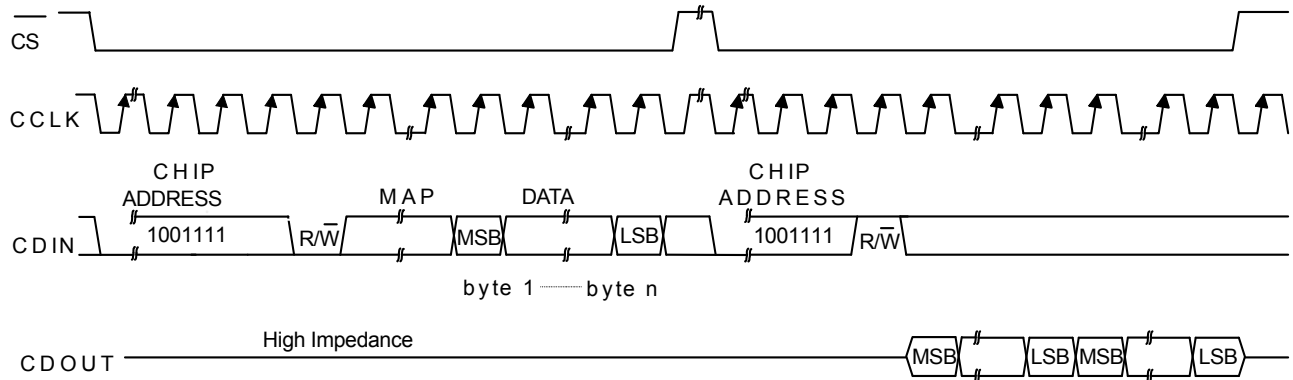 CS
CCLK
CHIP
ADDRESS
MAP
DATA
CHIP
ADDRESS
CDIN
1001111
R/W
MSB
LSB
1001111
R/W
byte 1 byte n
High Impedance
CDOUT
MSB
LSB
MSB
LSB